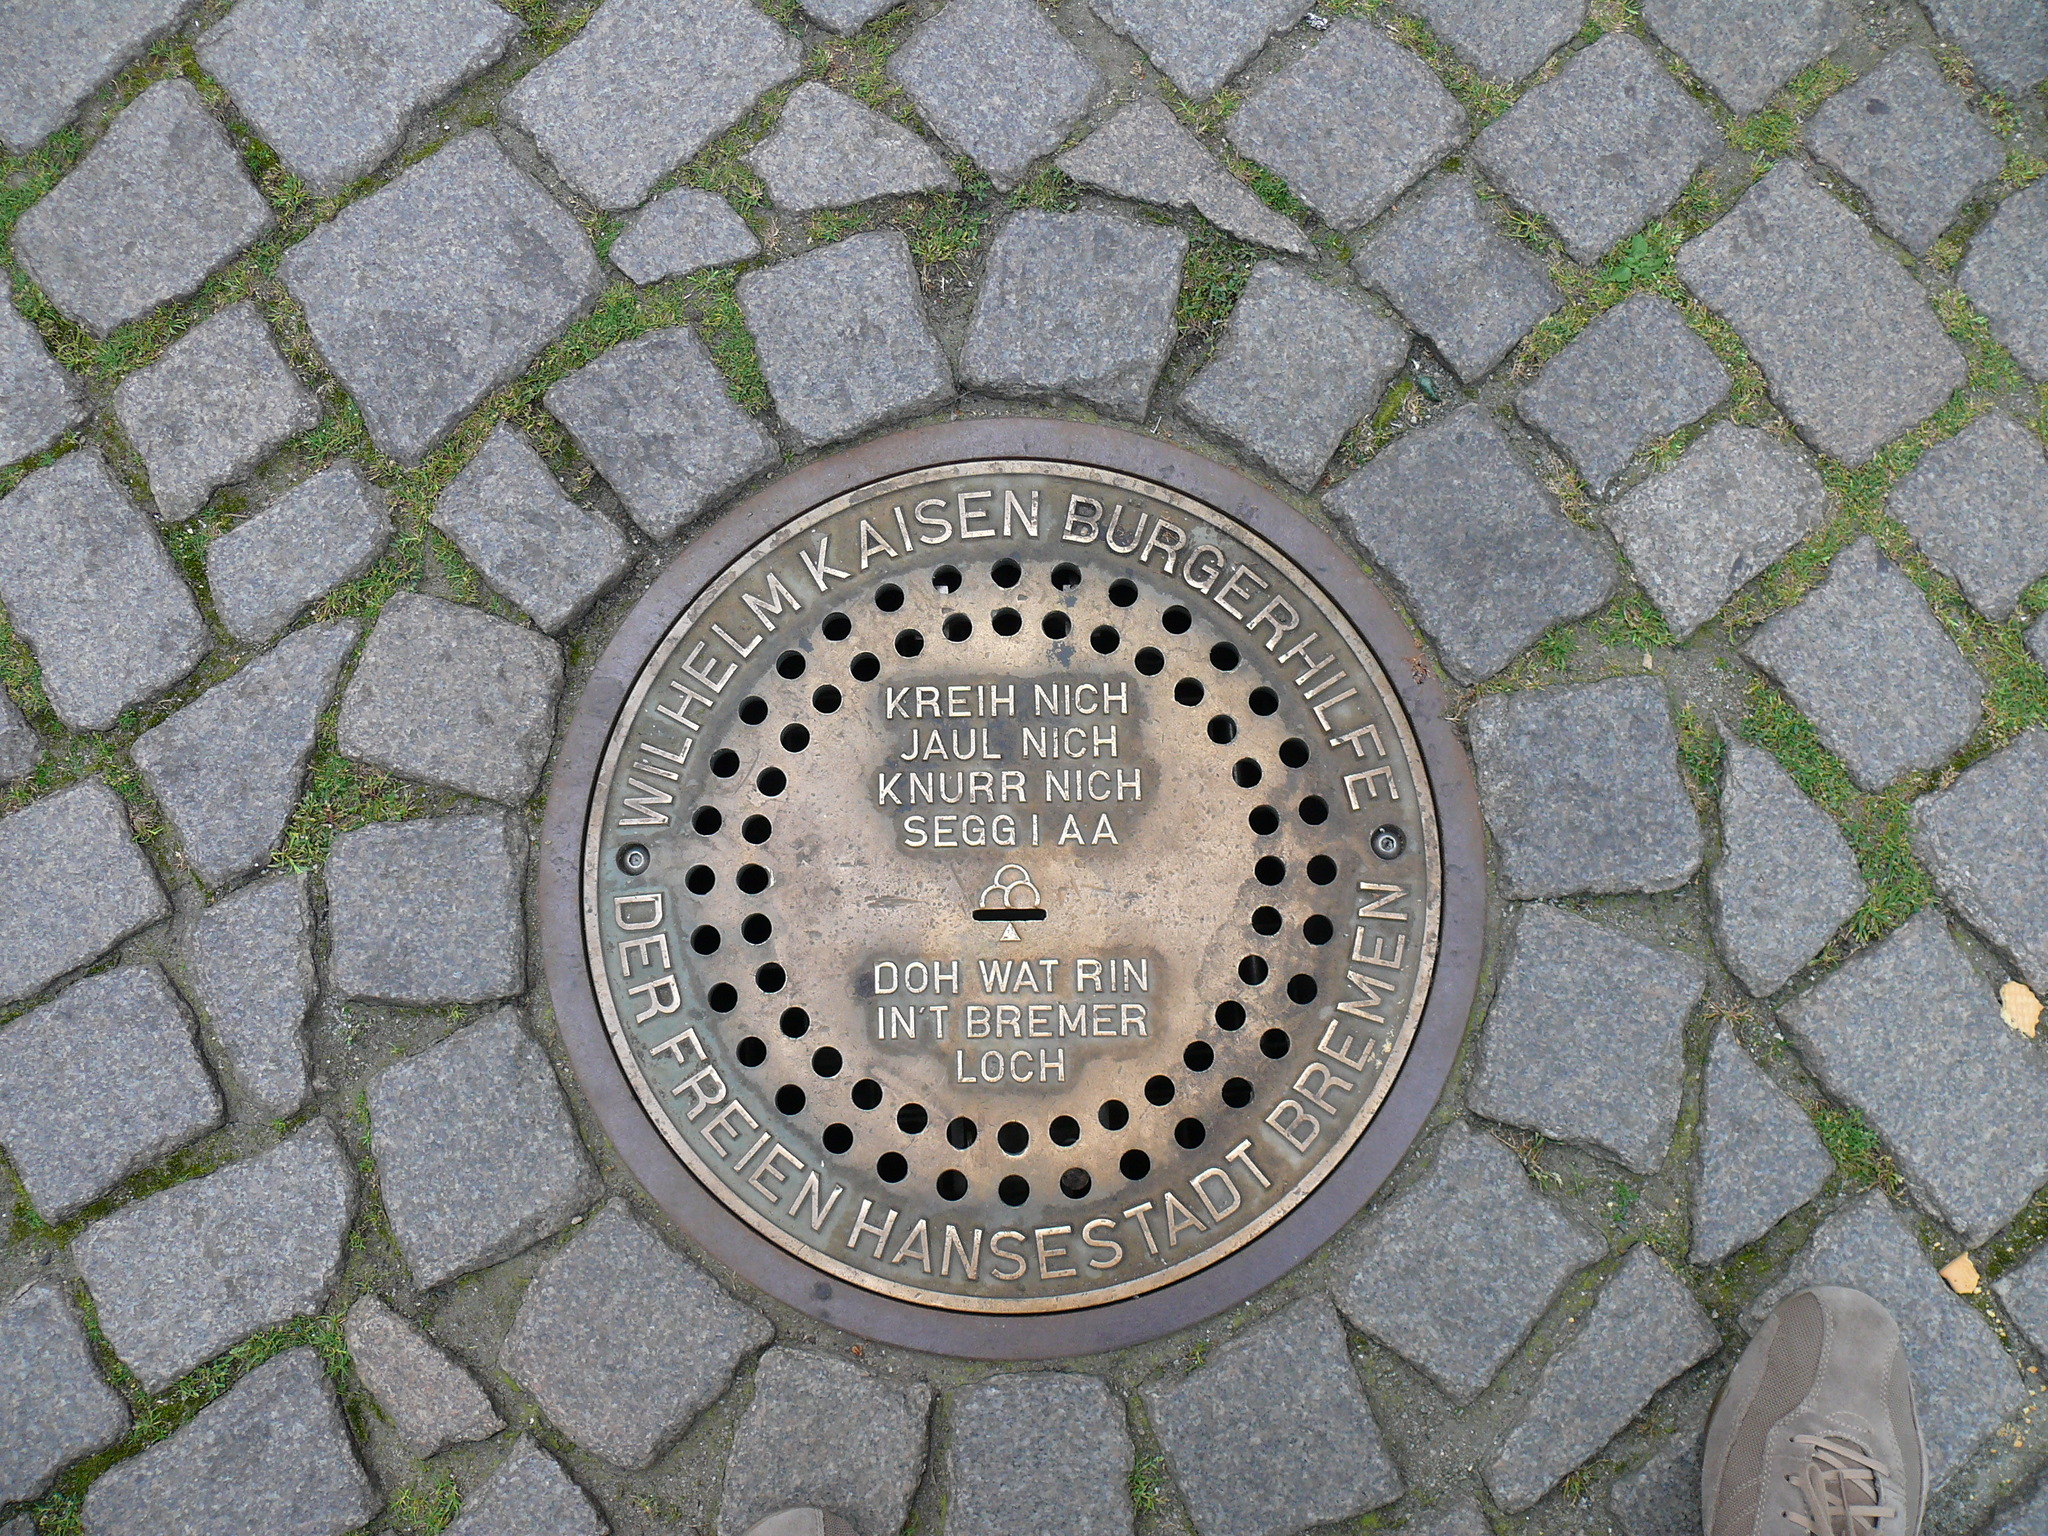 WILHELM KAISEN BÜRGERHILFE
KREIH NICH
JAUL NICH
KNURR NICH
SEGG I AA
DOH WAT RIN
IN'T BREMER
LOCH
DER FREIEN HANSESTADT BREMEN